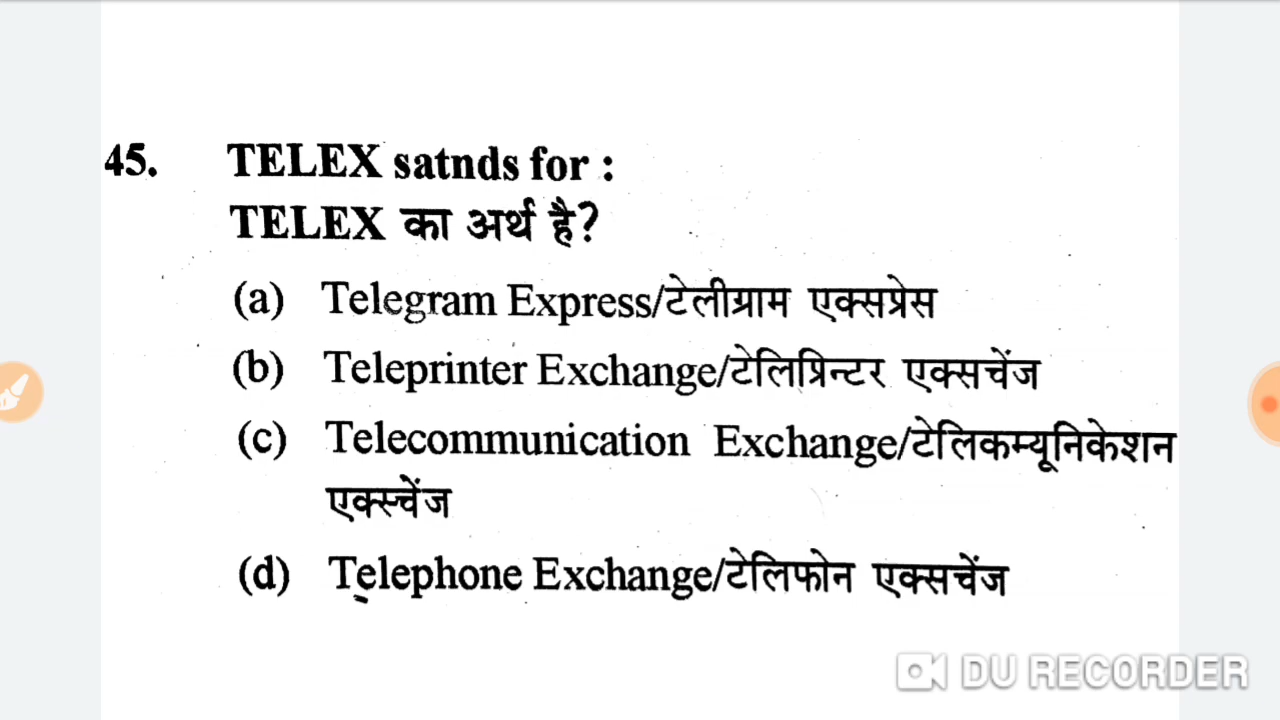 45. TELEX satnds for :
TELEX का अर्थ है?
(a) Telegram Express/टेलीग्राम एक्सप्रेस
(b) Teleprinter Exchange/टेलिप्रिन्टर एक्सचेंज
(c) Telecommunication Exchange/टेलिकम्यूनिकेशन
एक्स्चेंज
(d) Telephone Exchange/टेलिफोन एक्सचेंज
DU RECORDER